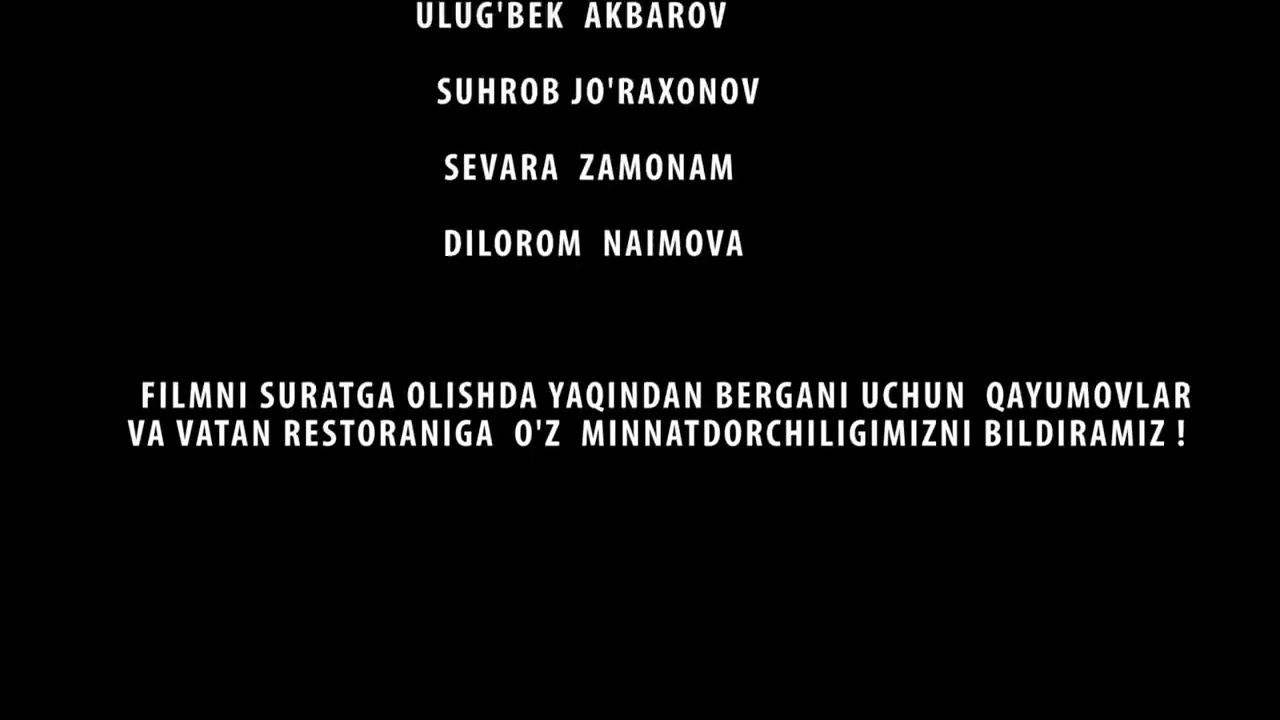 ULUG'BEK AKBAROV
SUHROB JO'RAXONOV
SEVARA ZAMONAM
DILOROM NAIMOVA
FILMNI SURATGA OLISHDA YAQINDAN BERGANI UCHUN QAYUMOVLAR
VA VATAN RESTORANIGA O'Z MINNATDORCHILIGIMIZNI BILDIRAMIZ !